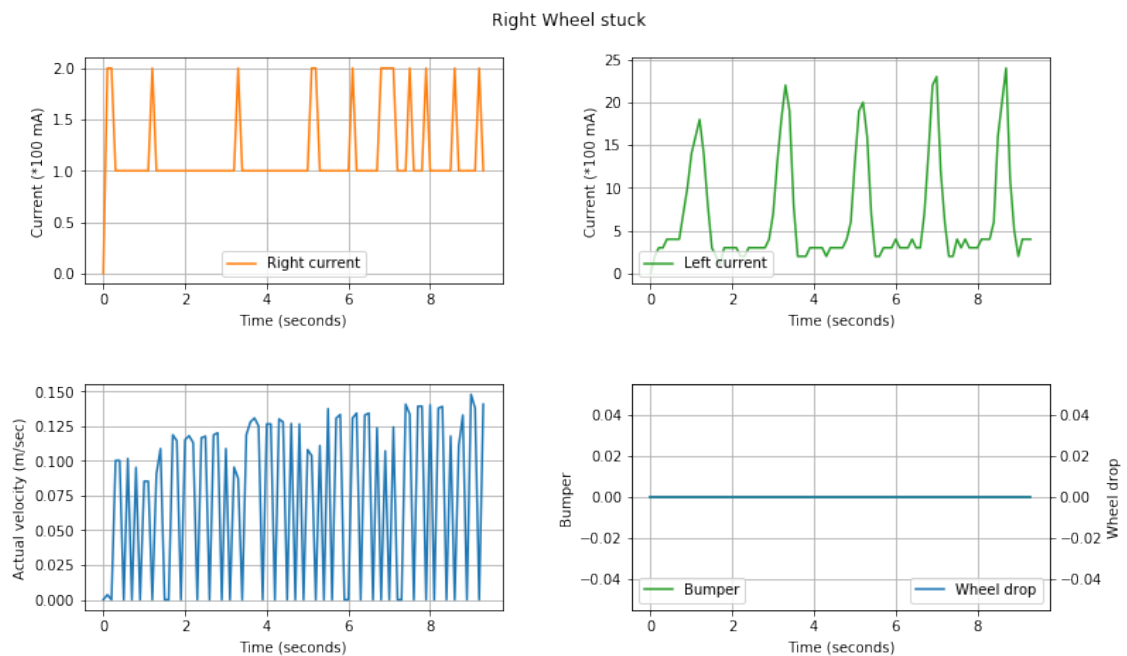 Right Wheel stuck
Current (*100 mA)
2.0
1.5
1.0
0.5
0.0
Right current
0 2 4 6 8
Time (seconds)
Current (*100 mA)
25
20
15
10
5
0
Left current
0 2 4 6 8
Time (seconds)
Actual velocity (m/sec)
0.150
0.125
0.100
0.075
0.050
0.025
0.000
0 2 4 6 8
Time (seconds)
Bumper
0.04
0.02
0.00
−0.02
−0.04
Bumper
Wheel drop
0.04
0.02
0.00
−0.02
−0.04
Wheel drop
0 2 4 6 8
Time (seconds)